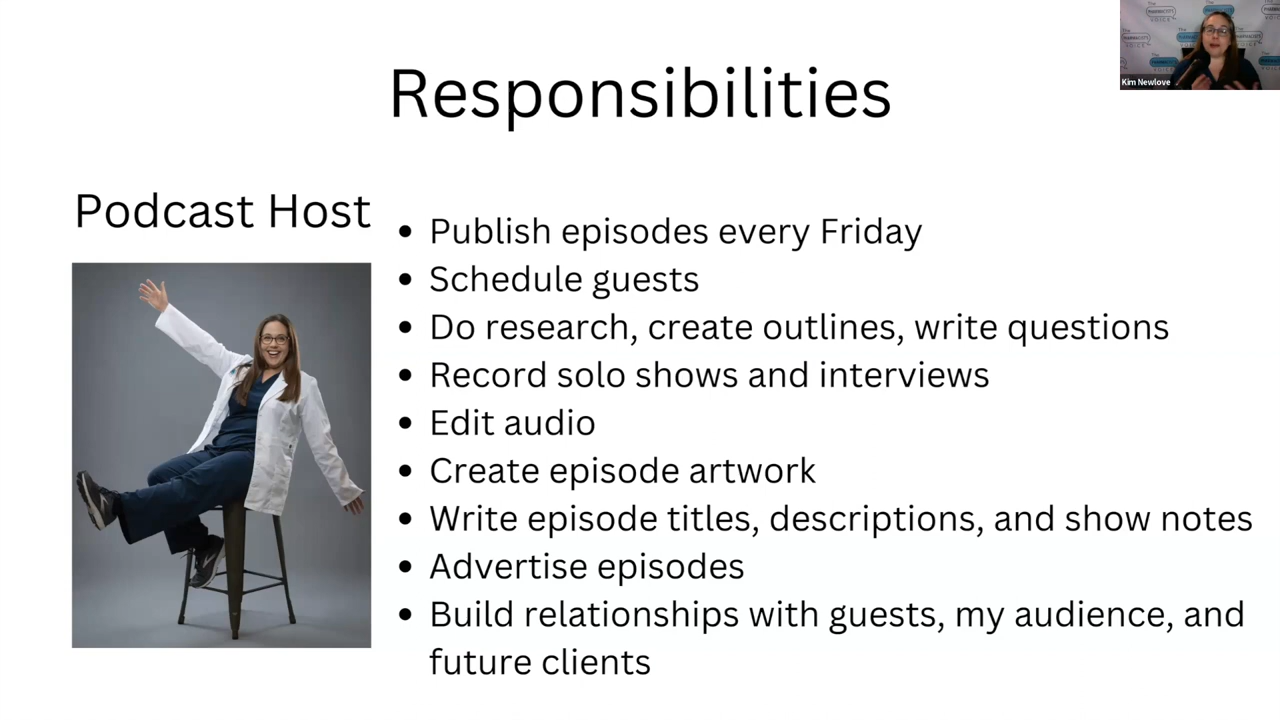 Responsibilities
Kim Newlove
Podcast Host
• Publish episodes every Friday
• Schedule guests
• Do research, create outlines, write questions
• Record solo shows and interviews
• Edit audio
• Create episode artwork
• Write episode titles, descriptions, and show notes
• Advertise episodes
• Build relationships with guests, my audience, and
future clients